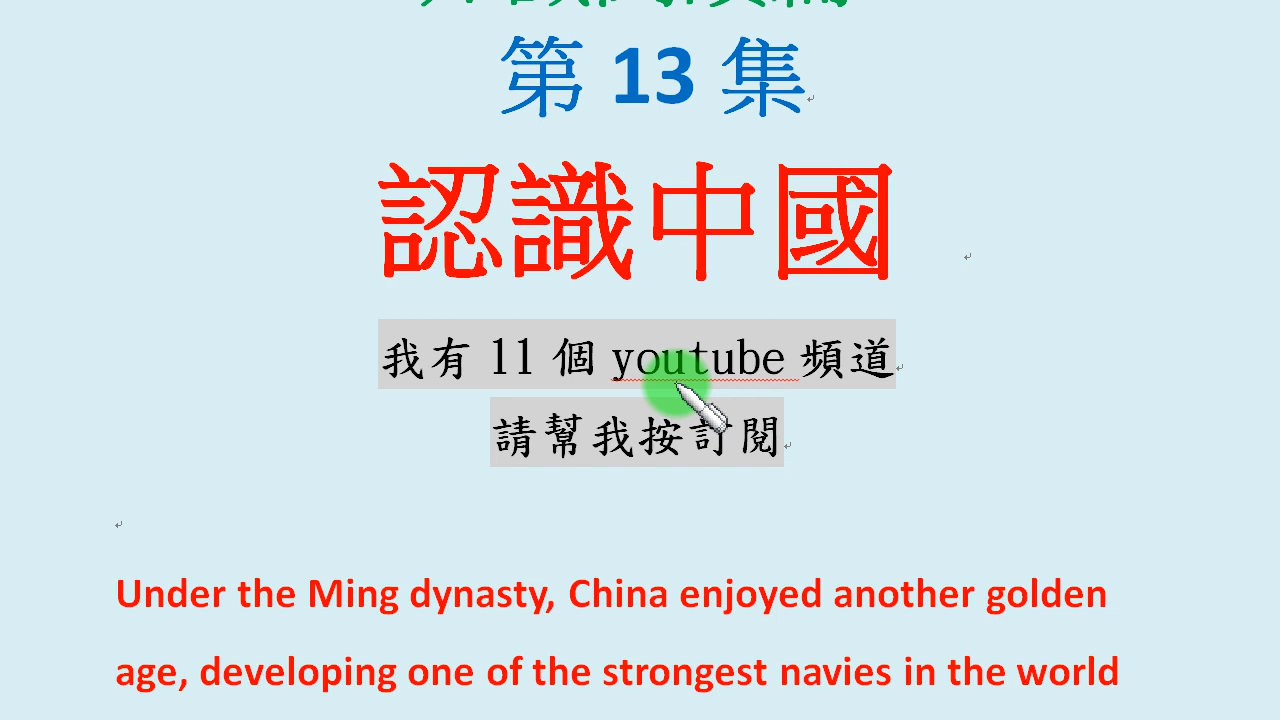 第 13 集
認識中國
我有 11 個 youtube 頻道
請幫我按訂閱
Under the Ming dynasty, China enjoyed another golden
age, developing one of the strongest navies in the world